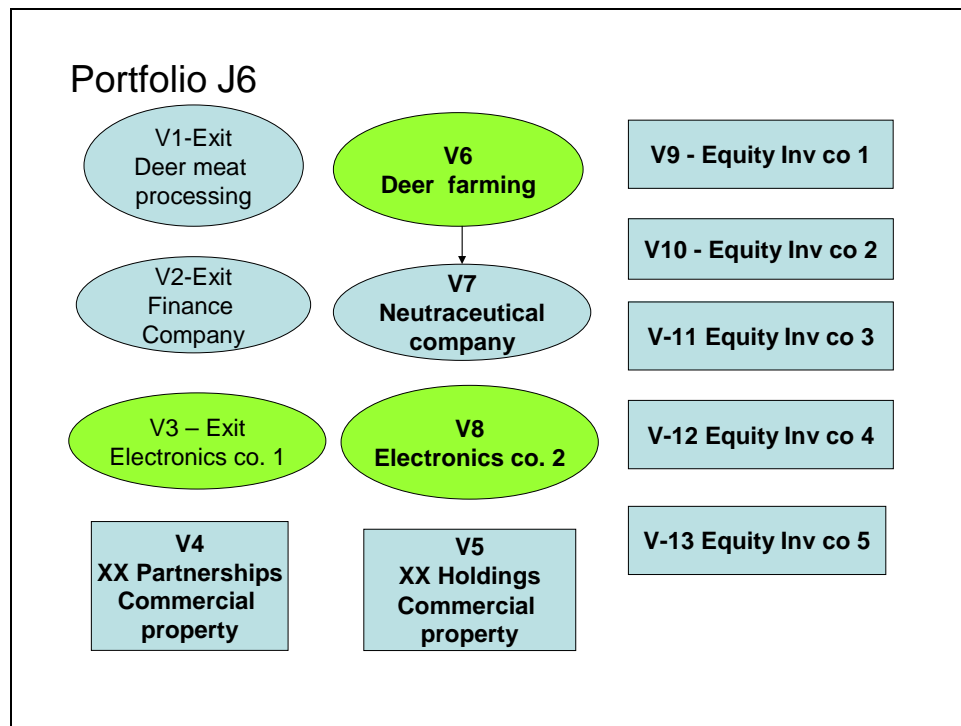 Portfolio J6
V1-Exit
Deer meat
processing
V6
Deer farming
V9 - Equity Inv co 1
V2-Exit
Finance
Company
V7
Neutraceutical
company
V10 - Equity Inv co 2
V-11 Equity Inv co 3
V3 – Exit
Electronics co. 1
V8
Electronics co. 2
V-12 Equity Inv co 4
V4
XX Partnerships
Commercial
property
V5
XX Holdings
Commercial
property
V-13 Equity Inv co 5